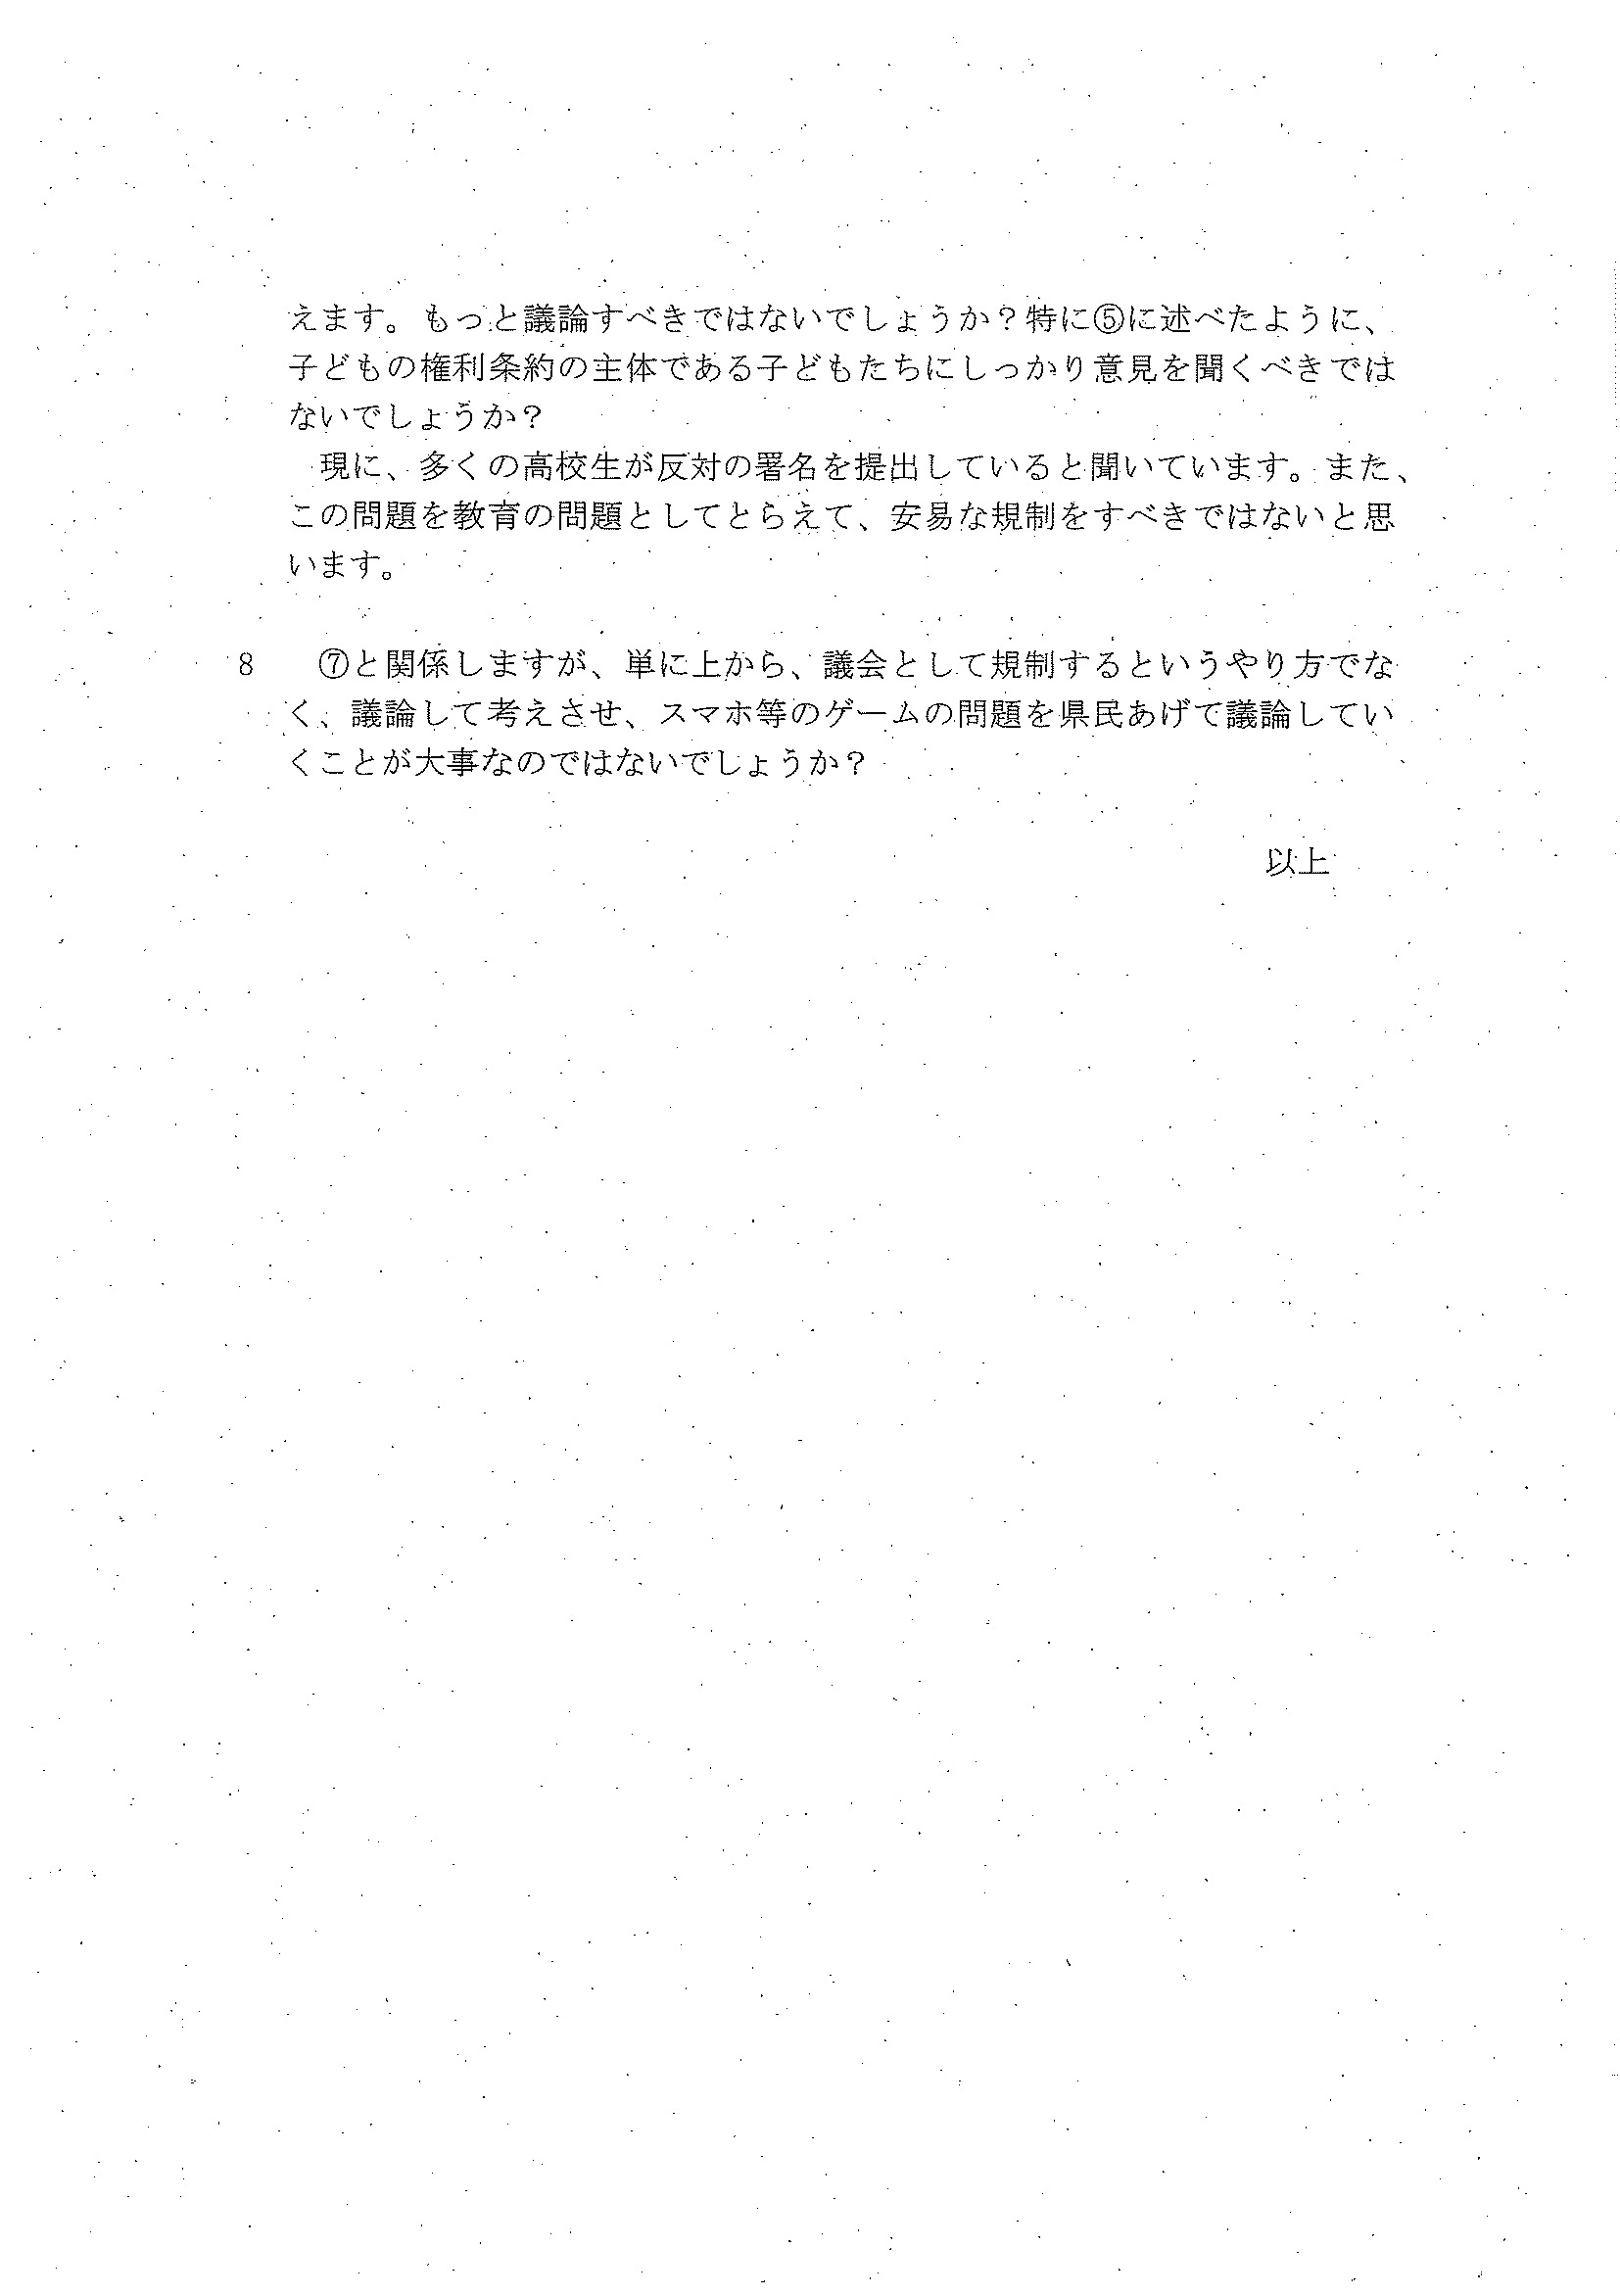 えます。もっと議論すべきではないでしょうか？特に⑤に述べたように、
子どもの権利条約の主体である子どもたちにしっかり意見を聞くべきでは
ないでしょうか？
現に、多くの高校生が反対の署名を提出していると聞いています。また、
この問題を教育の問題としてとらえて、安易な規制をすべきではないと思
います。
8　⑦と関係しますが、単に上から、議会として規制するというやり方でな
く、議論して考えさせ、スマホ等のゲームの問題を県民あげて議論してい
くことが大事なのではないでしょうか？
以上